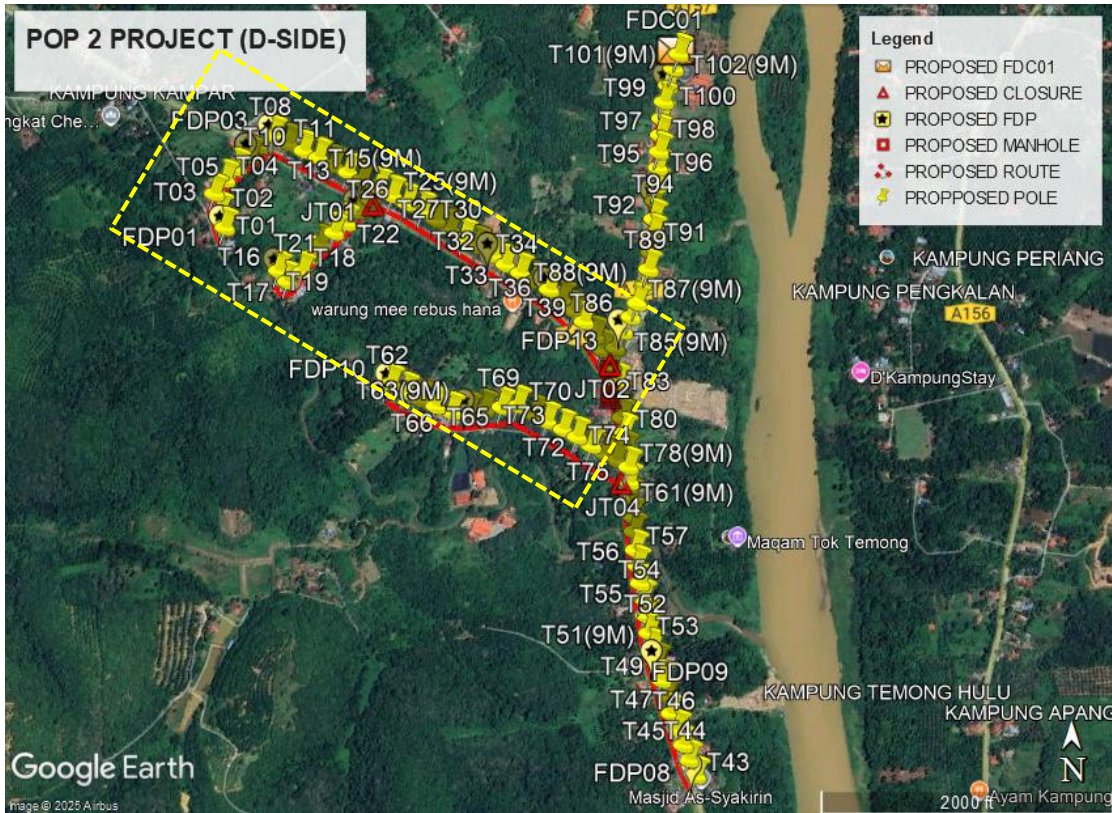 POP 2 PROJECT (D-SIDE)
FDC01
T101(9M)
T102(9M)
T99
T100
T97
T98
T95
T96
T94
T92
T91
T89
Legend
PROPOSED FDC01
PROPOSED CLOSURE
PROPOSED FDP
PROPOSED MANHOLE
PROPOSED ROUTE
PROPPOSED POLE
KAMPUNG KAMPAR
ngkat Che...
T08
FDP03
T11
T10
T05
T04
T13
T15(9M)
T03
T02
T26
T25(9M)
T01
JT01
T27
T30
FDP01
T22
T16
T21
T18
T32
T34
T17
T19
T33
T88(9M)
T36
T87(9M)
warung mee rebus hana
T39
T86
FDP13
T85(9M)
KAMPUNG PERIANG
KAMPUNG PENGKALAN
A156
D'KampungStay
T62
FDP10
T63(9M)
T69
T70
JT02
T83
T65
T73
T80
T66
T74
T72
T78(9M)
T76
T61(9M)
JT04
T57
T56
Maqam Tok Temong
T54
T55
T52
T53
T51(9M)
T49
FDP09
T47
T46
KAMPUNG TEMONG HULU
KAMPUNG APANG
T45
T44
T43
FDP08
Masjid As-Syakirin
N
2000 ft
Ayam Kampung
Google Earth
Image © 2025 Airbus